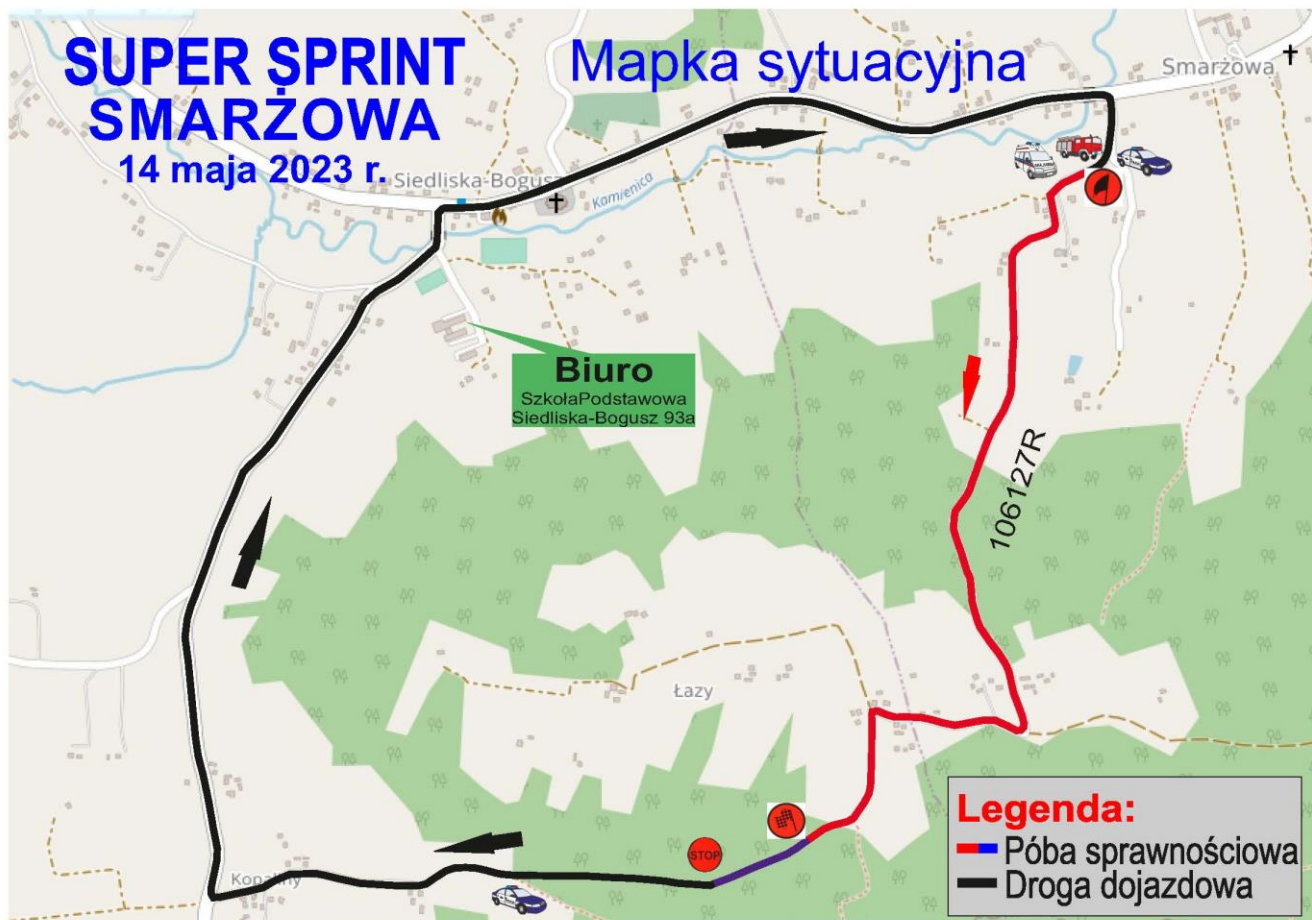 SUPER SPRINT
SMARŻOWA
14 maja 2023 r.
Mapka sytuacyjna
Smarżowa
Siedliska-Bogusz
Kamienica
Biuro
SzkołaPodstawowa
Siedliska-Bogusz 93a
106127R
Łazy
STOP
Kopaliny
Legenda:
Póba sprawnościowa
Droga dojazdowa